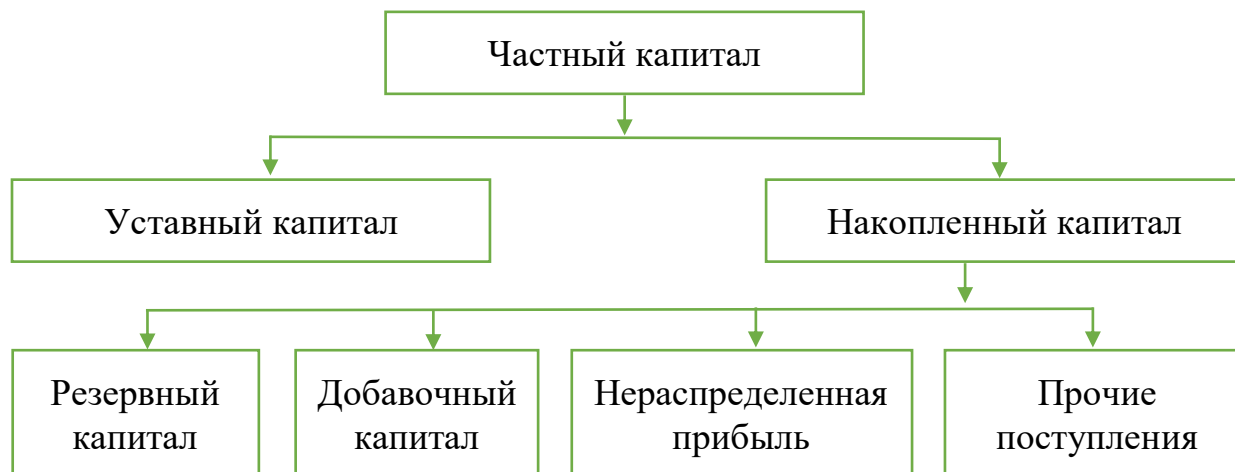 Частный капитал
Уставный капитал
Накопленный капитал
Резервный
капитал
Добавочный
капитал
Нераспределенная
прибыль
Прочие
поступления